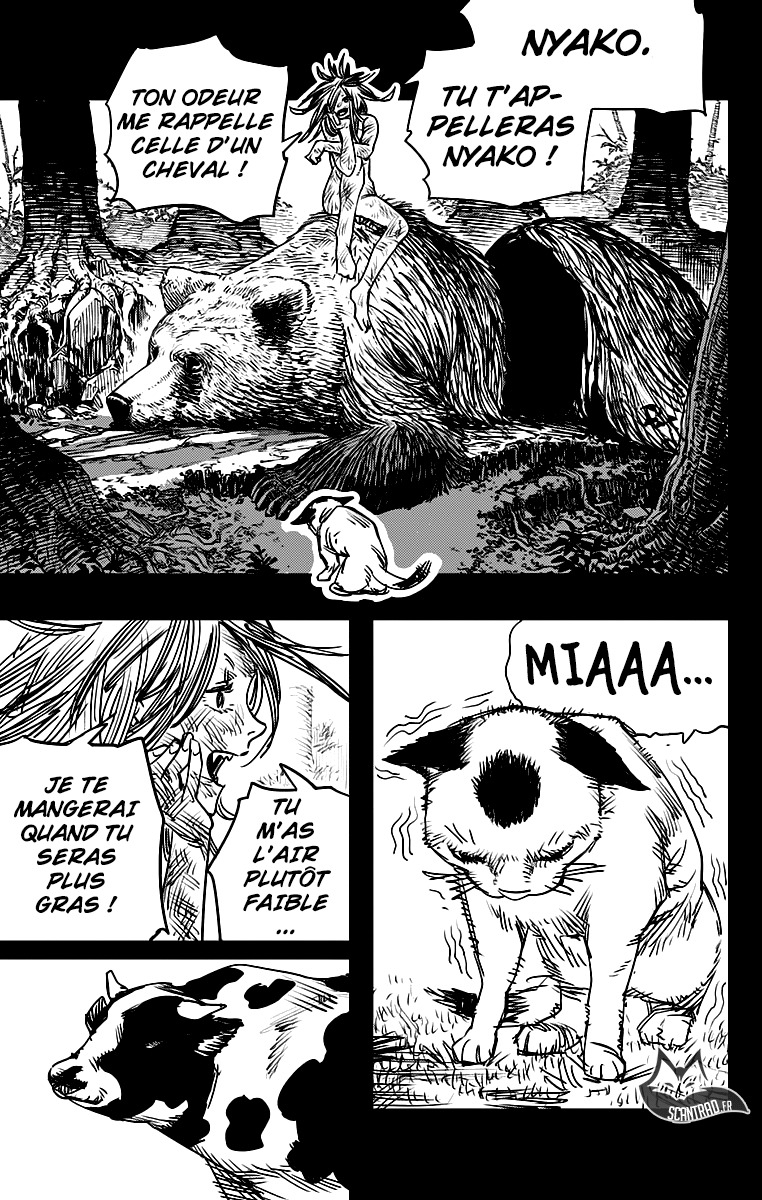 NYAKO.
TU T'AP-
PELLERAS
NYAKO !
TON ODEUR
ME RAPPELLE
CELLE D'UN
CHEVAL !
MIAAA...
TU
M'AS
L'AIR
PLUTÔT
FAIBLE
...
JE TE
MANGERAI
QUAND TU
SERAS
PLUS
GRAS !
SCANTRAD.FR